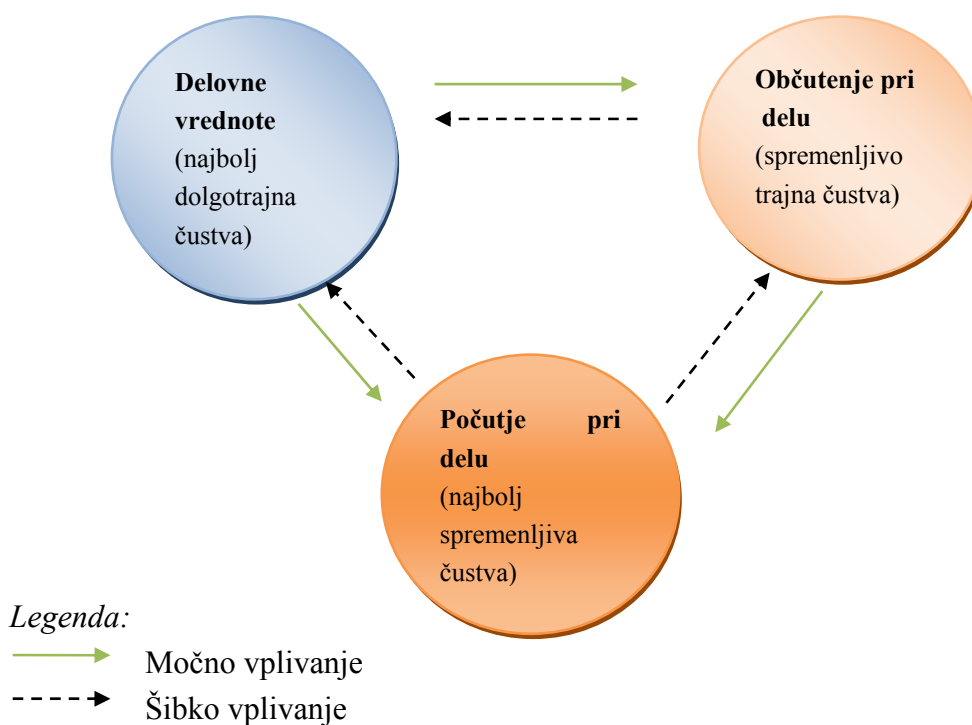 Delovne
vrednote
(najbolj
dolgotrajna
čustva)
Občutenje pri
delu
(spremenljivo
trajna čustva)
Počutje pri
delu
(najbolj
spremenljiva
čustva)
Legenda:
Močno vplivanje
Šibko vplivanje